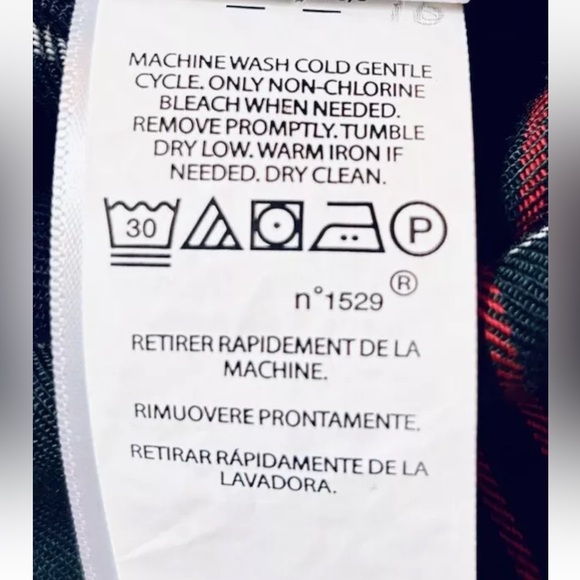 16
MACHINE WASH COLD GENTLE
CYCLE. ONLY NON-CHLORINE
BLEACH WHEN NEEDED.
REMOVE PROMPTLY. TUMBLE
DRY LOW. WARM IRON IF
NEEDED. DRY CLEAN.
30 P
n°1529 ®
RETIRER RAPIDEMENT DE LA
MACHINE.
RIMUOVERE PRONTAMENTE.
RETIRAR RÁPIDAMENTE DE LA
LAVADORA.